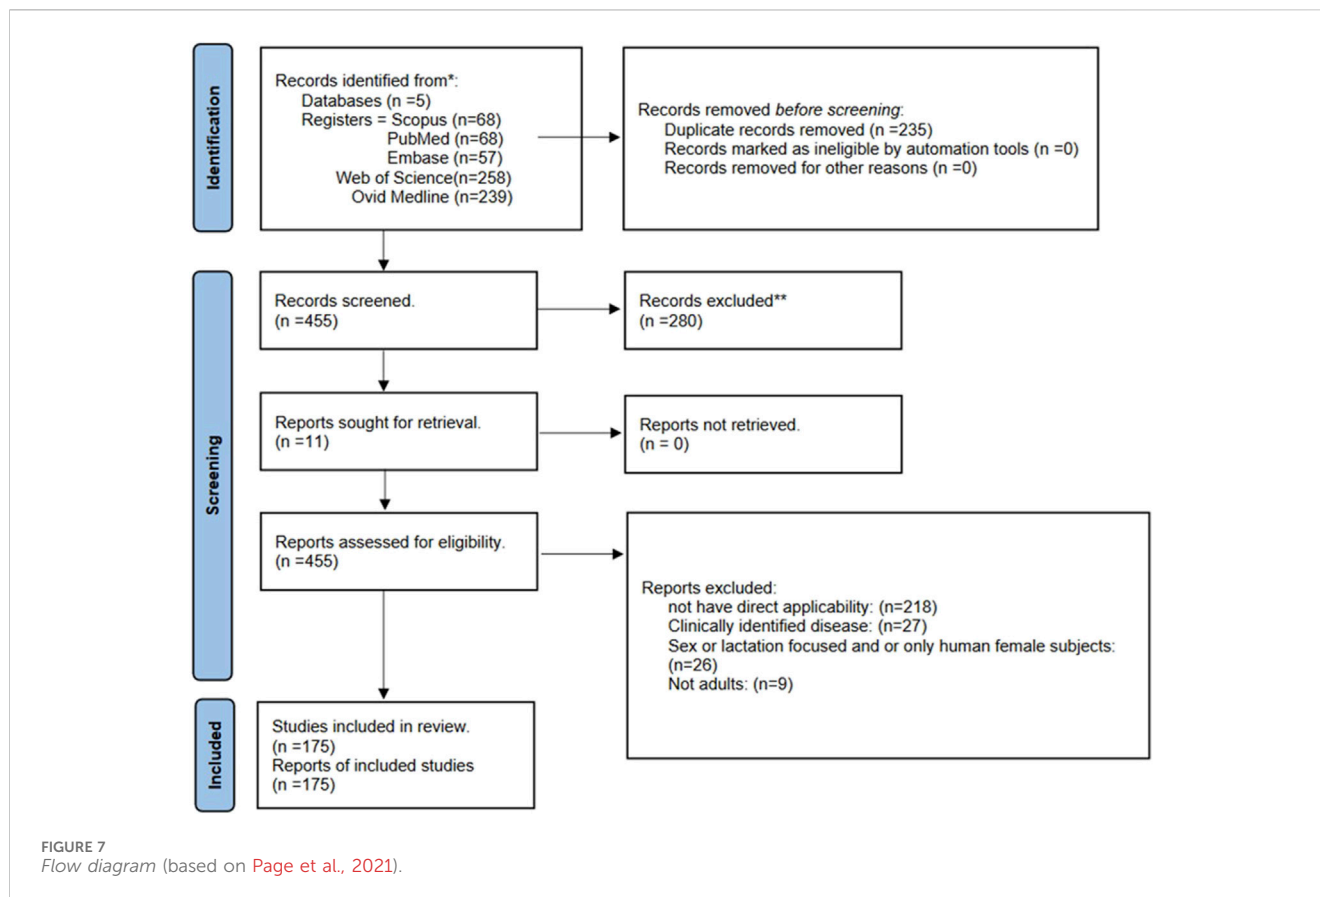 Identification
Records identified from*:
Databases (n =5)
Registers = Scopus (n=68)
PubMed (n=68)
Embase (n=57)
Web of Science(n=258)
Ovid Medline (n=239)
Records removed before screening:
Duplicate records removed (n =235)
Records marked as ineligible by automation tools (n =0)
Records removed for other reasons (n =0)
Screening
Records screened.
(n =455)
Records excluded**
(n =280)
Reports sought for retrieval.
(n =11)
Reports not retrieved.
(n = 0)
Reports assessed for eligibility.
(n =455)
Reports excluded:
not have direct applicability: (n=218)
Clinically identified disease: (n=27)
Sex or lactation focused and or only human female subjects:
(n=26)
Not adults: (n=9)
Included
Studies included in review.
(n =175)
Reports of included studies
(n =175)
FIGURE 7
Flow diagram (based on Page et al., 2021).